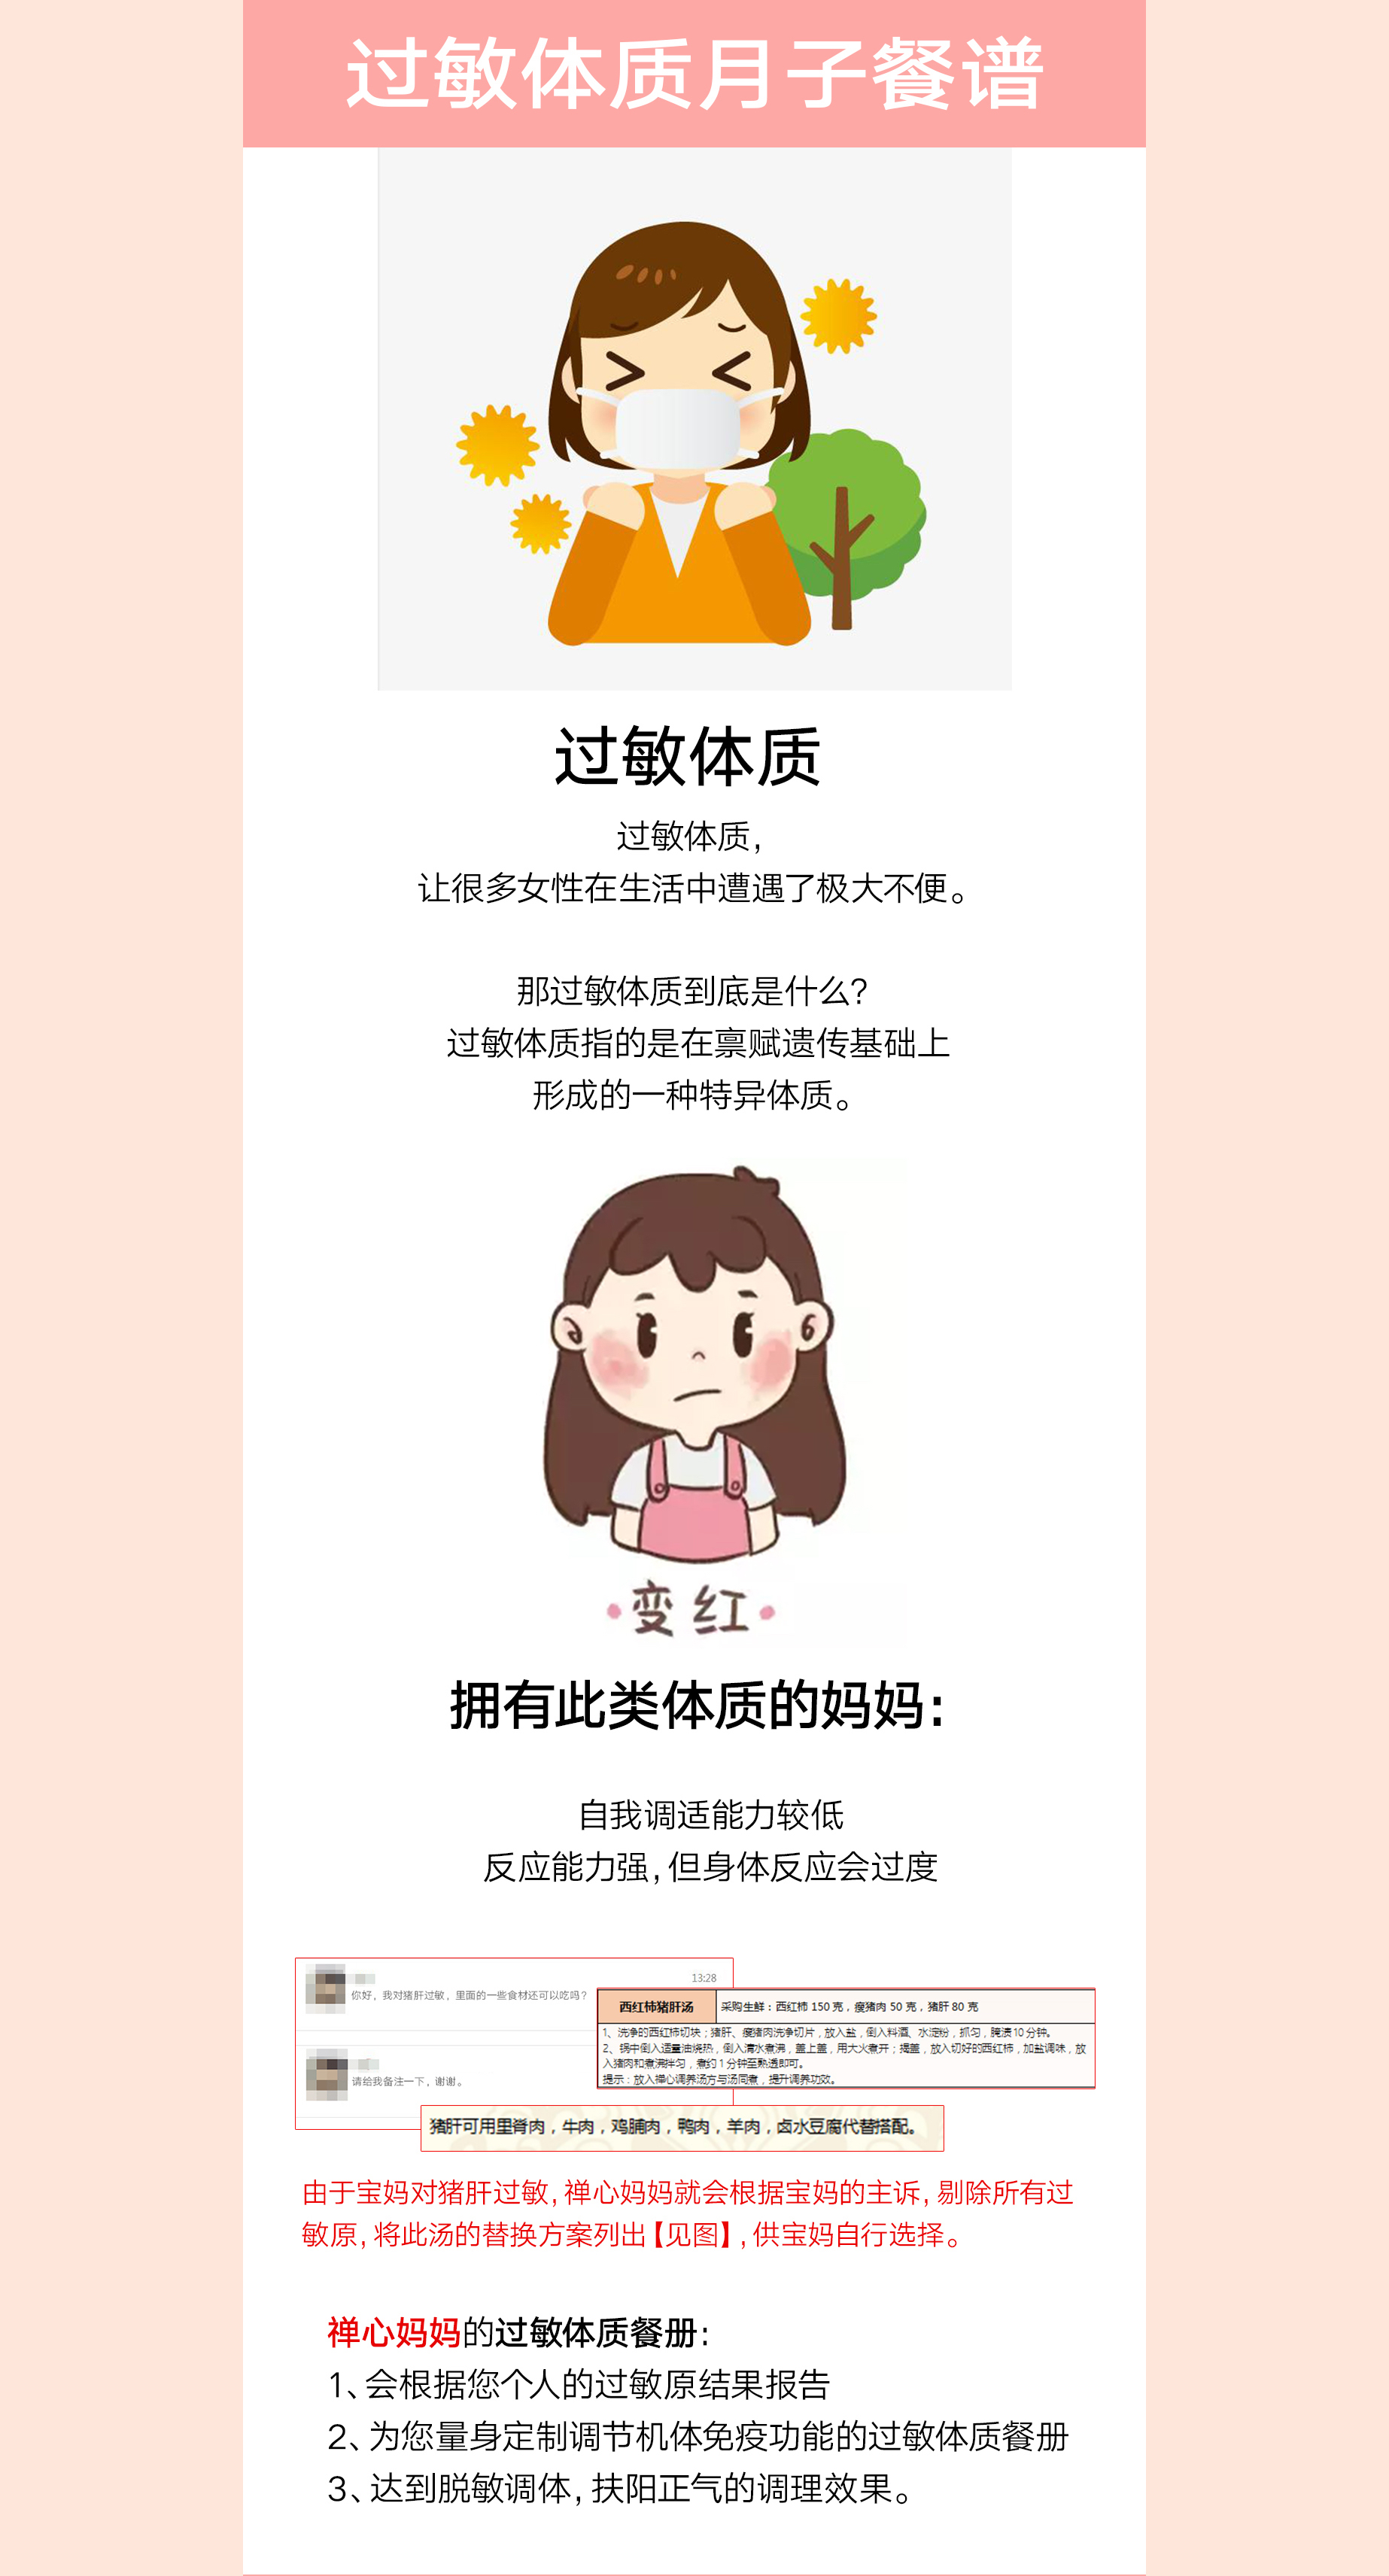 过敏体质月子餐谱
过敏体质
过敏体质，
让很多女性在生活中遭遇了极大不便。
那过敏体质到底是什么？
过敏体质指的是在禀赋遗传基础上
形成的一种特异体质。
变红
拥有此类体质的妈妈：
自我调适能力较低
反应能力强，但身体反应会过度
13:28
你好，我对猪肝过敏，里面的一些食材还可以吃吗？
请给我备注一下，谢谢。
西红柿猪肝汤
采购生鲜：西红柿 150 克，瘦猪肉 50 克，猪肝 80 克
1、洗净的西红柿切块；猪肝、瘦猪肉洗净切片，放入盐，倒入料酒、水淀粉，抓匀，腌渍 10 分钟。
2、锅中倒入适量油烧热，倒入清水煮沸，盖上盖，用大火煮开；揭盖，放入切好的西红柿，加盐调味，放
入猪肉和煮沸拌匀，煮约 1 分钟至熟透即可。
提示：放入禅心调养汤方与汤同煮，提升调养功效。
猪肝可用里脊肉，牛肉，鸡脯肉，鸭肉，羊肉，卤水豆腐代替搭配。
由于宝妈对猪肝过敏，禅心妈妈就会根据宝妈的主诉，剔除所有过
敏原，将此汤的替换方案列出【见图】，供宝妈自行选择。
禅心妈妈的过敏体质餐册：
1、会根据您个人的过敏原结果报告
2、为您量身定制调节机体免疫功能的过敏体质餐册
3、达到脱敏调体，扶阳正气的调理效果。